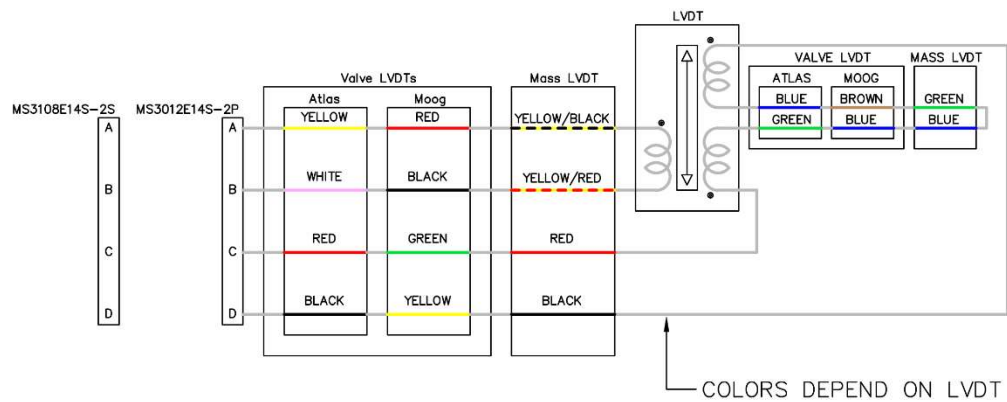 LVDT
VALVE LVDT MASS LVDT
Valve LVDTs Mass LVDT
ATLAS MOOG
MS3108E14S-2S MS3012E14S-2P Atlas Moog
BLUE BROWN GREEN
A A YELLOW RED YELLOW/BLACK GREEN BLUE BLUE
B B WHITE BLACK YELLOW/RED
C C RED GREEN RED
D D BLACK YELLOW BLACK
COLORS DEPEND ON LVDT